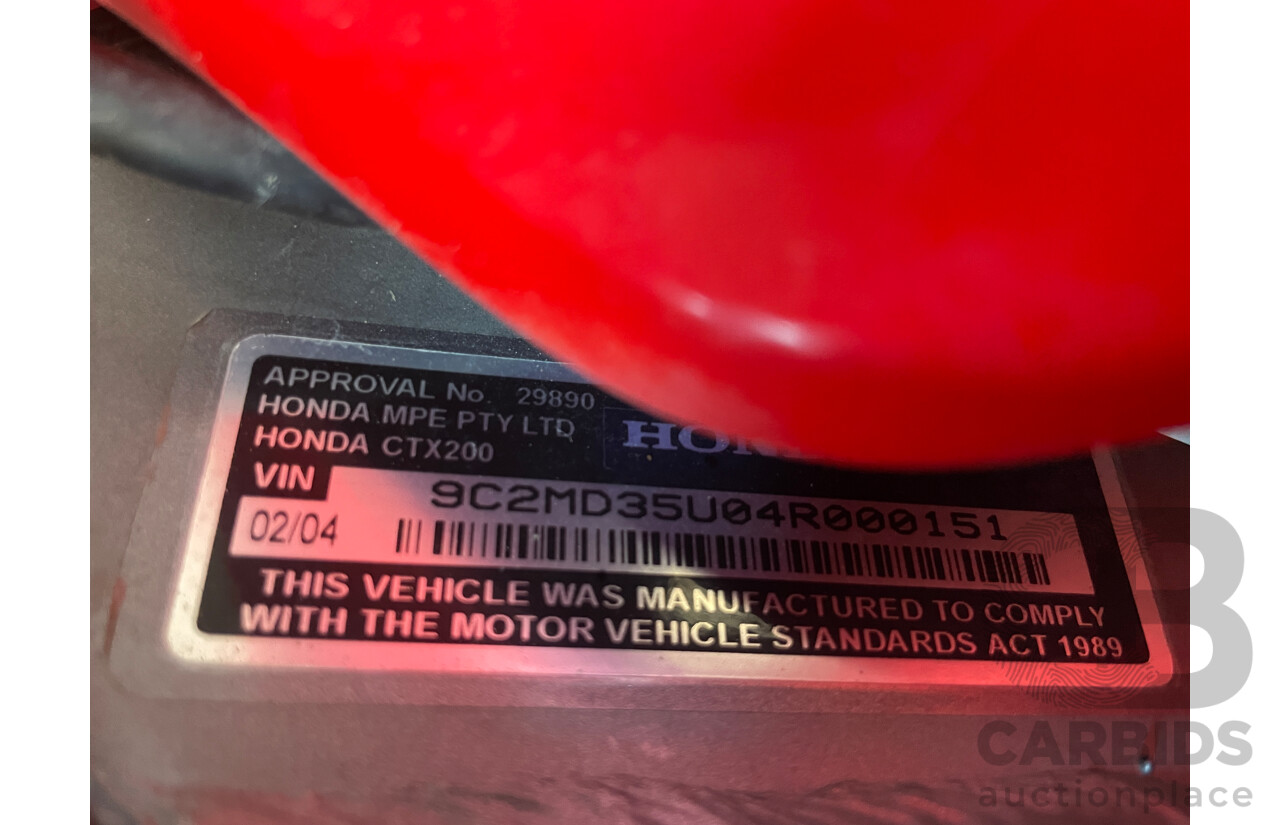 APPROVAL No. 29890
HONDA MPE PTY LTD
HONDA CTX200
VIN
9C2MD35U04R000151
02/04
THIS VEHICLE WAS MANUFACTURED TO COMPLY
WITH THE MOTOR VEHICLE STANDARDS ACT 1989
CARBIDS
auctionplace